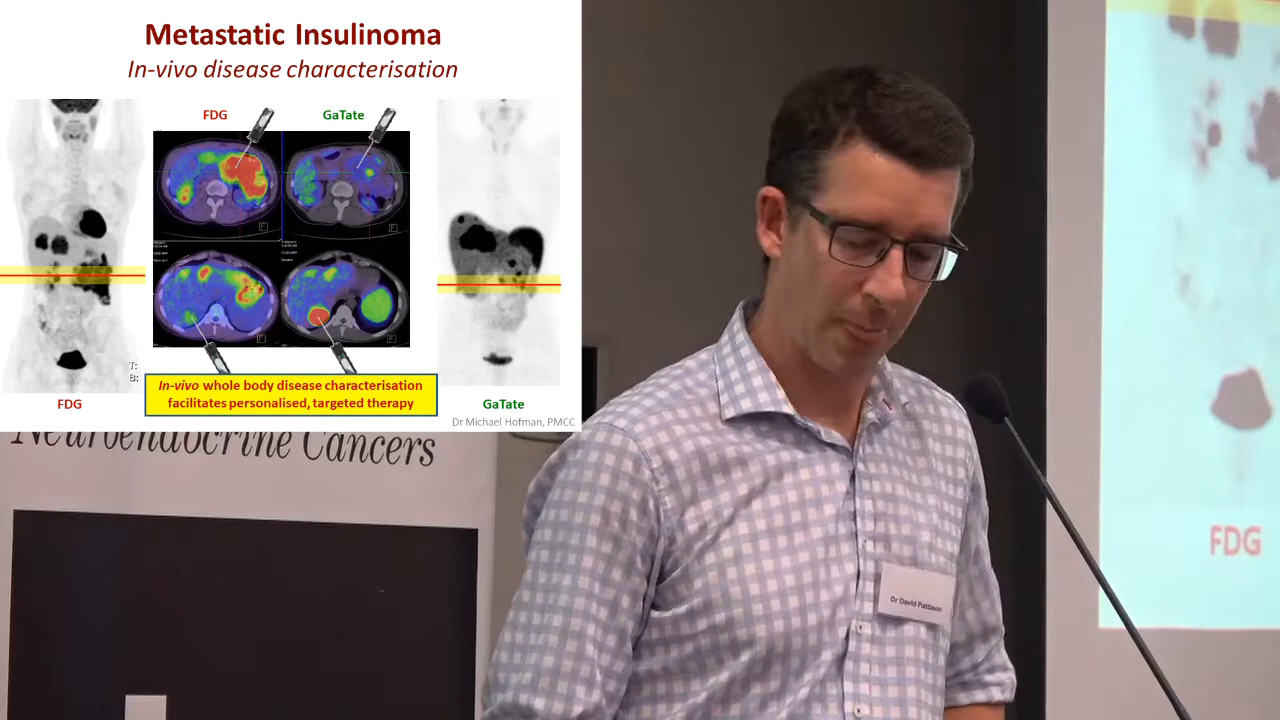 Metastatic Insulinoma
In-vivo disease characterisation
FDG
GaTate
T:
B:
In-vivo whole body disease characterisation
facilitates personalised, targeted therapy
FDG
GaTate
Dr Michael Hofman, PMCC
Neuroendocrine Cancers
Dr David Pattison
FDG